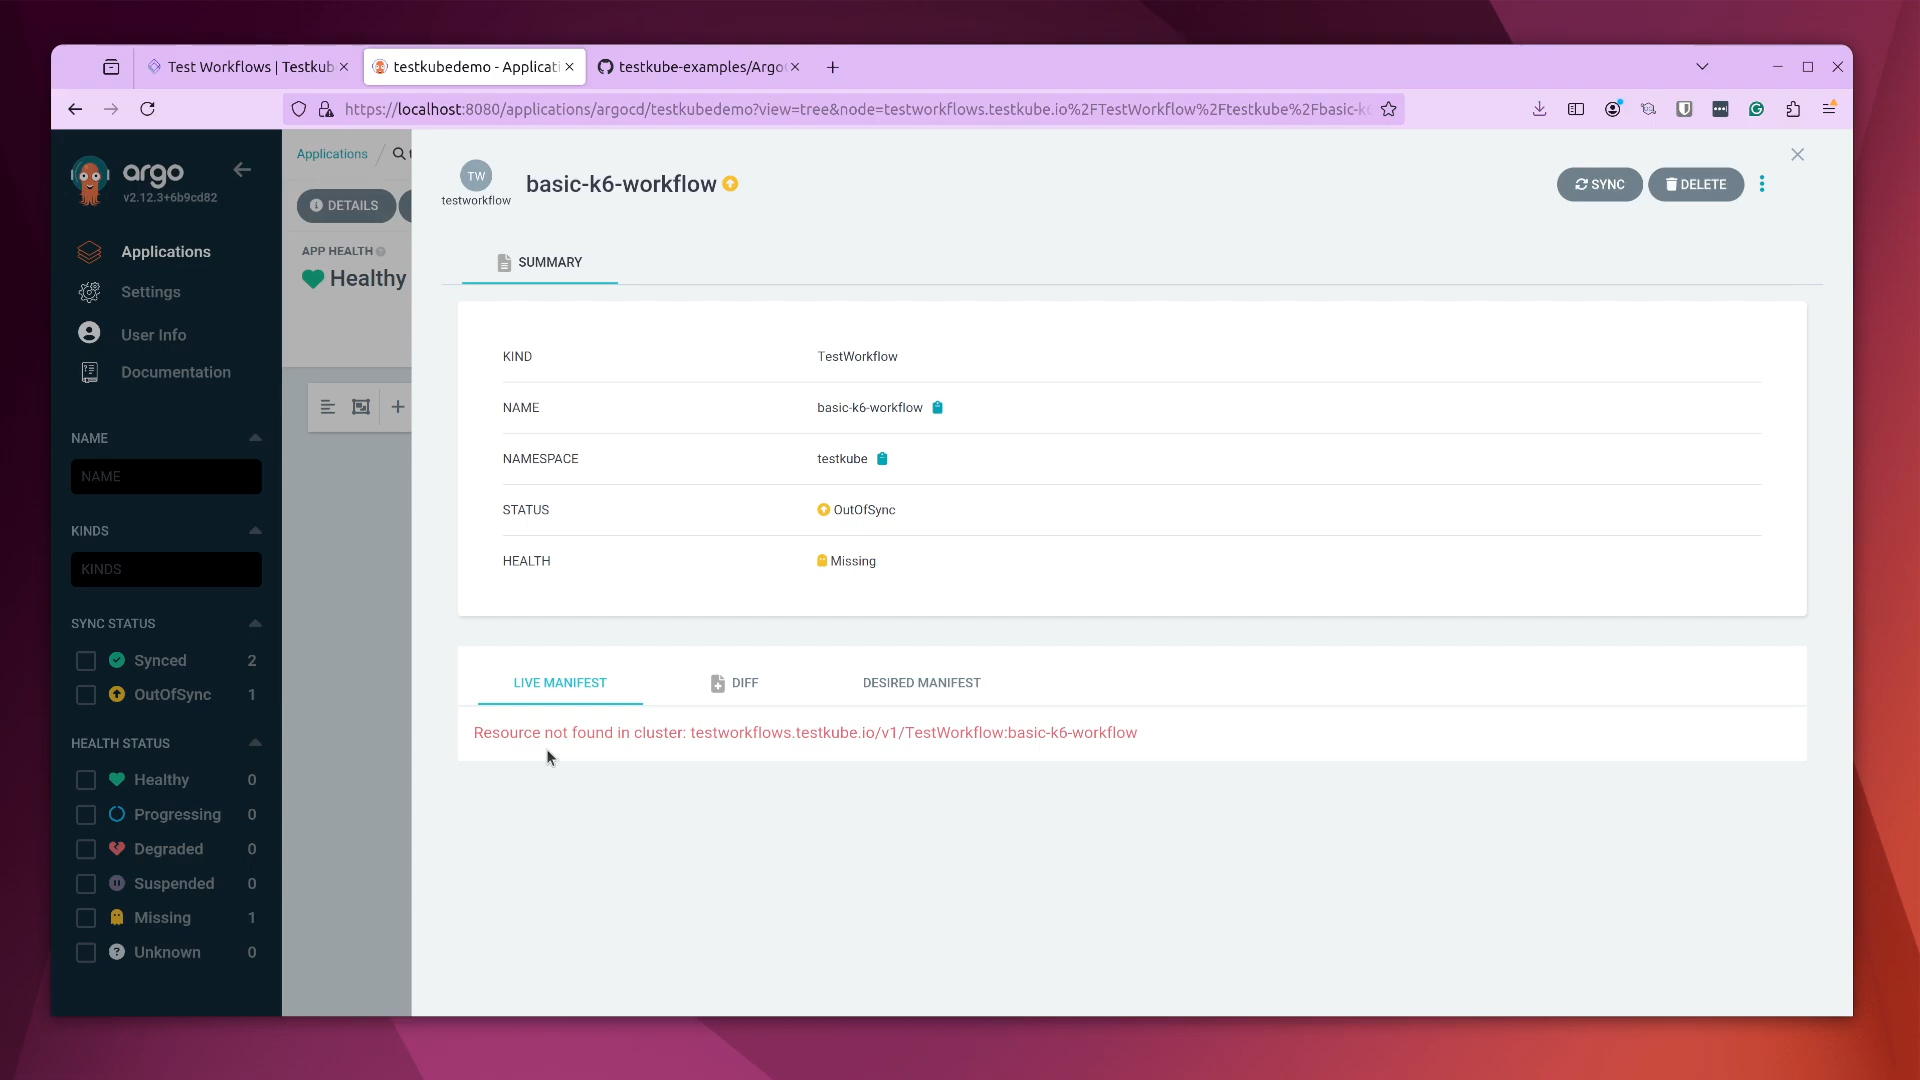 Test Workflows | Testkub
testkubedemo - Applicati
testkube-examples/Argo
https://localhost:8080/applications/argocd/testkubedemo?view=tree&node=testworkflows.testkube.io%2FTestWorkflow%2Ftestkube%2Fbasic-k
argo
v2.12.3+6b9cd82
Applications
Settings
User Info
Documentation
NAME
NAME
KINDS
KINDS
SYNC STATUS
Synced 2
OutOfSync 1
HEALTH STATUS
Healthy 0
Progressing 0
Degraded 0
Suspended 0
Missing 1
Unknown 0
Applications /
DETAILS
APP HEALTH
Healthy
TW
testworkflow
basic-k6-workflow
SYNC
DELETE
SUMMARY
KIND TestWorkflow
NAME basic-k6-workflow
NAMESPACE testkube
STATUS OutOfSync
HEALTH Missing
LIVE MANIFEST DIFF DESIRED MANIFEST
Resource not found in cluster: testworkflows.testkube.io/v1/TestWorkflow:basic-k6-workflow